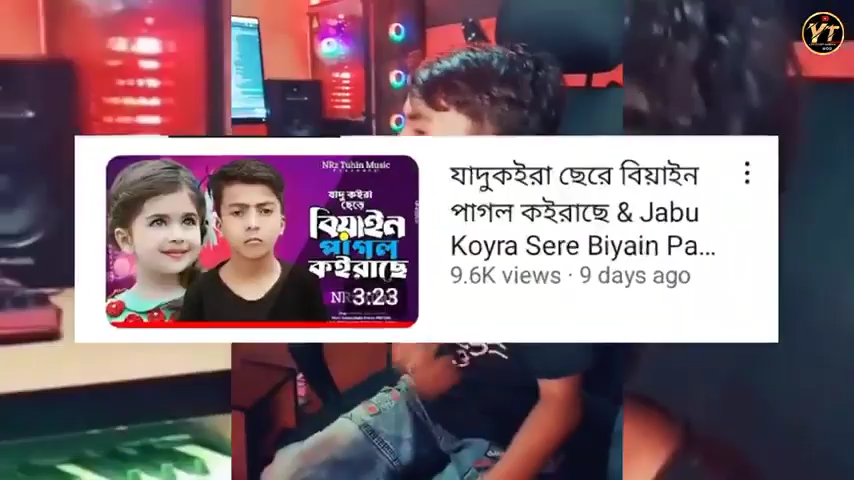 YT
NRz Tuhin Music
যাদু কইরা
ছেড়ে
বিয়াইন
পাগল
কইরাছে
3:23
যাদুকইরা ছেরে বিয়াইন
পাগল কইরাছে & Jabu
Koyra Sere Biyain Pa...
9.6K views · 9 days ago